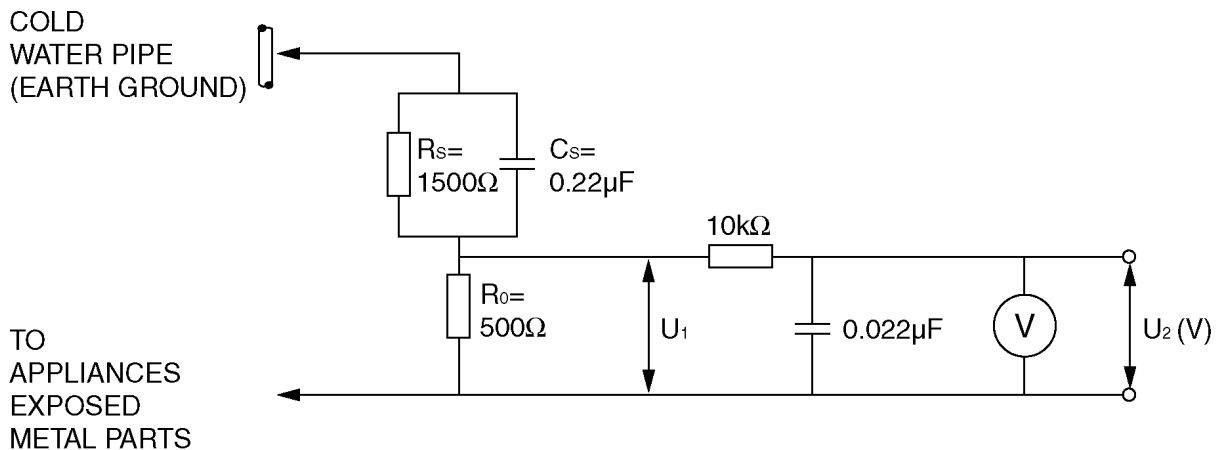 COLD
WATER PIPE
(EARTH GROUND)
RS=
1500Ω
CS=
0.22µF
10kΩ
R0=
500Ω
U1
0.022µF
V
U2 (V)
TO
APPLIANCES
EXPOSED
METAL PARTS